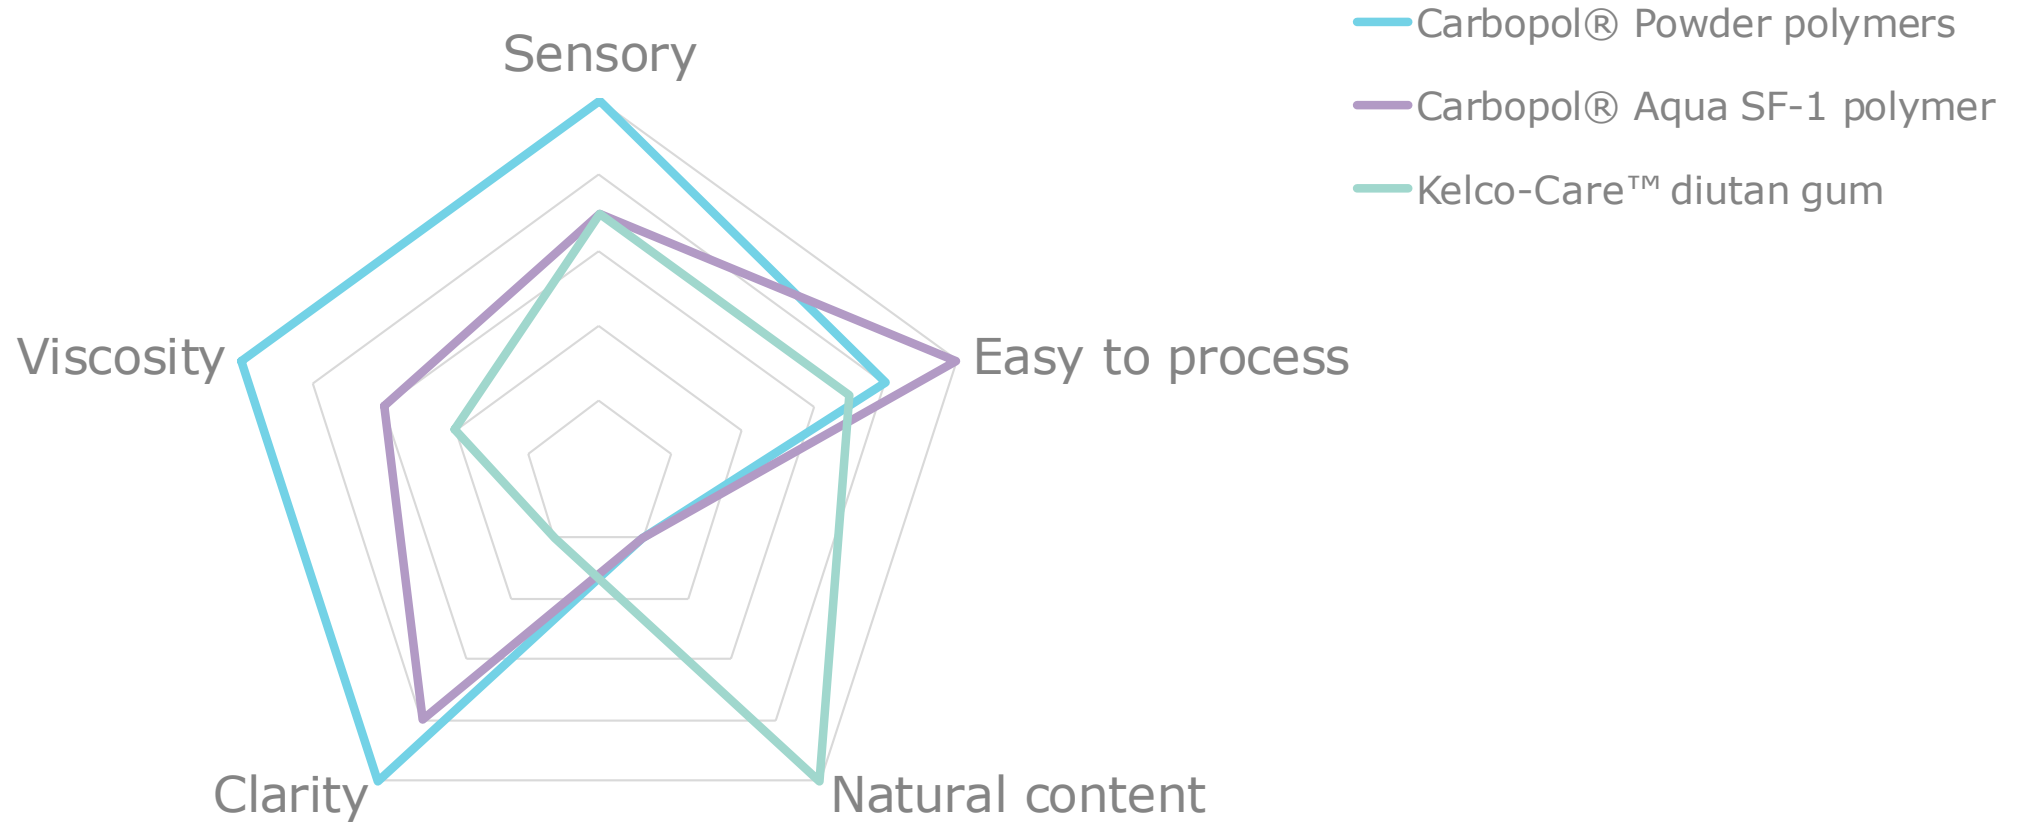 Carbopol® Powder polymers
Carbopol® Aqua SF-1 polymer
Kelco-Care™ diutan gum
Sensory
Viscosity
Easy to process
Clarity
Natural content